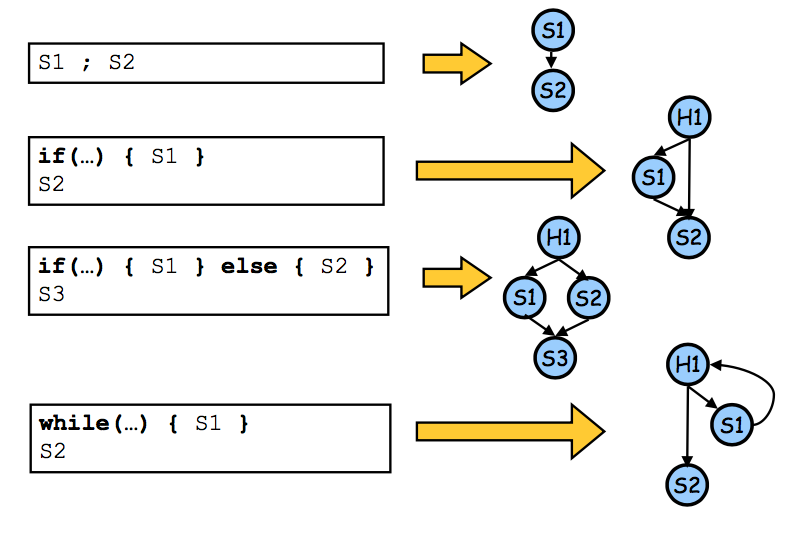 S1 ; S2
S1
S2
if(…) { S1 }
S2
H1
S1
S2
if(…) { S1 } else { S2 }
S3
H1
S1 S2
S3
while(…) { S1 }
S2
H1
S1
S2